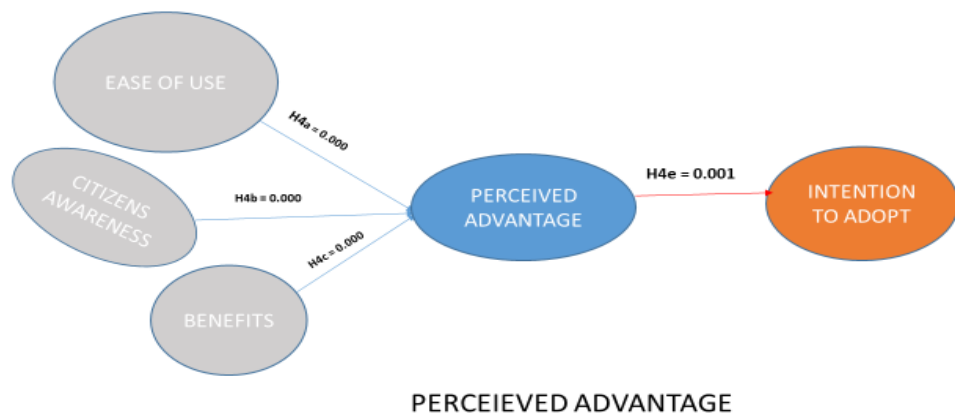 EASE OF USE
H4a = 0.000
CITIZENS
AWARENESS
H4b = 0.000
H4c = 0.000
BENEFITS
PERCEIVED
ADVANTAGE
H4e = 0.001
INTENTION
TO ADOPT
PERCEIEVED ADVANTAGE